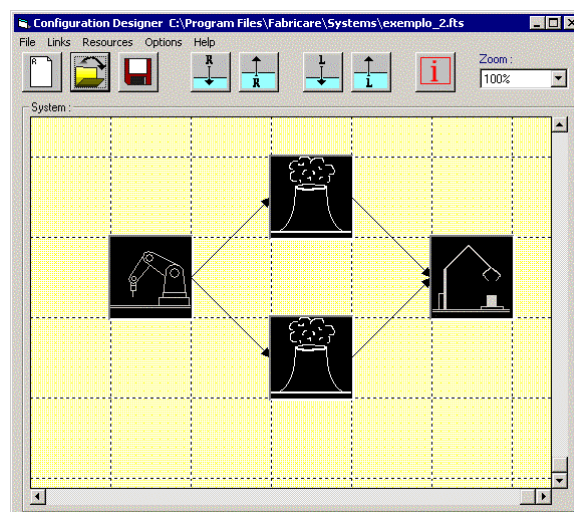 Configuration Designer C:\Program Files\Fabricare\Systems\exemplo_2.fts
File Links Resources Options Help
R
R
R
L
L
i
Zoom :
100%
System :